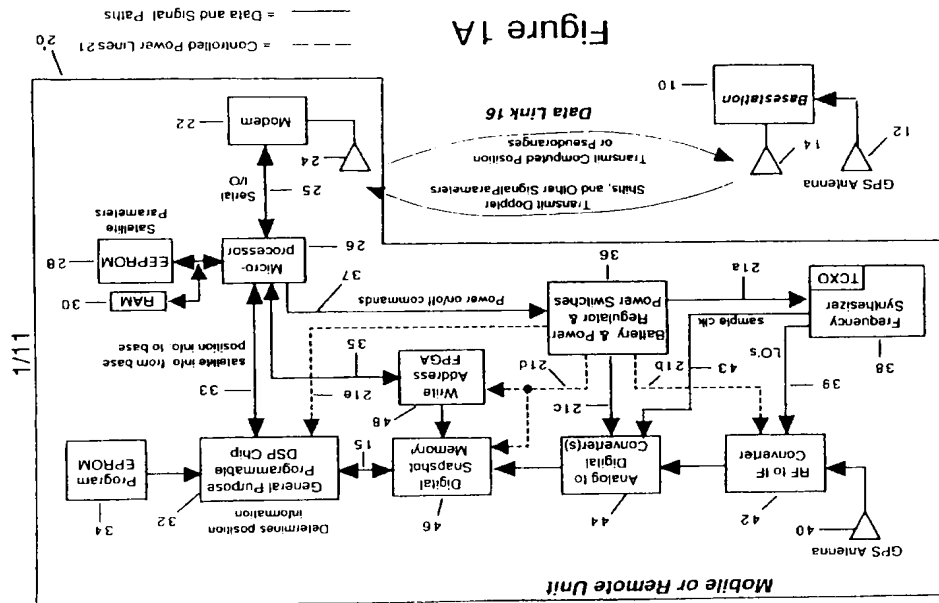 1/11
Mobile or Remote Unit
GPS Antenna
40
RF to IF
Converter
42
Analog to
Digital
Converter(s)
44
Digital
Snapshot
Memory
46
15
Determines position
information
General Purpose
Programmable
DSP Chip
32
Program
EPROM
34
39
LO's
43
sample clk
21b
21c
21d
Write
Address
FPGA
48
21e
35
33
satellite info from base
position info to base
Frequency
Synthesizer
TCXO
38
21a
Battery & Power
Regulator &
Power Switches
36
Power on/off commands
37
Micro-
processor
26
RAM
30
EEPROM
28
Satellite
Parameters
25
Serial
I/O
24
Modem
22
GPS Antenna
12
14
Basestation
10
Transmit Doppler
Shifts, and Other SignalParameters
Transmit Computed Position
or Pseudoranges
Data Link 16
20
Figure 1A
= Controlled Power Lines 21
= Data and Signal Paths